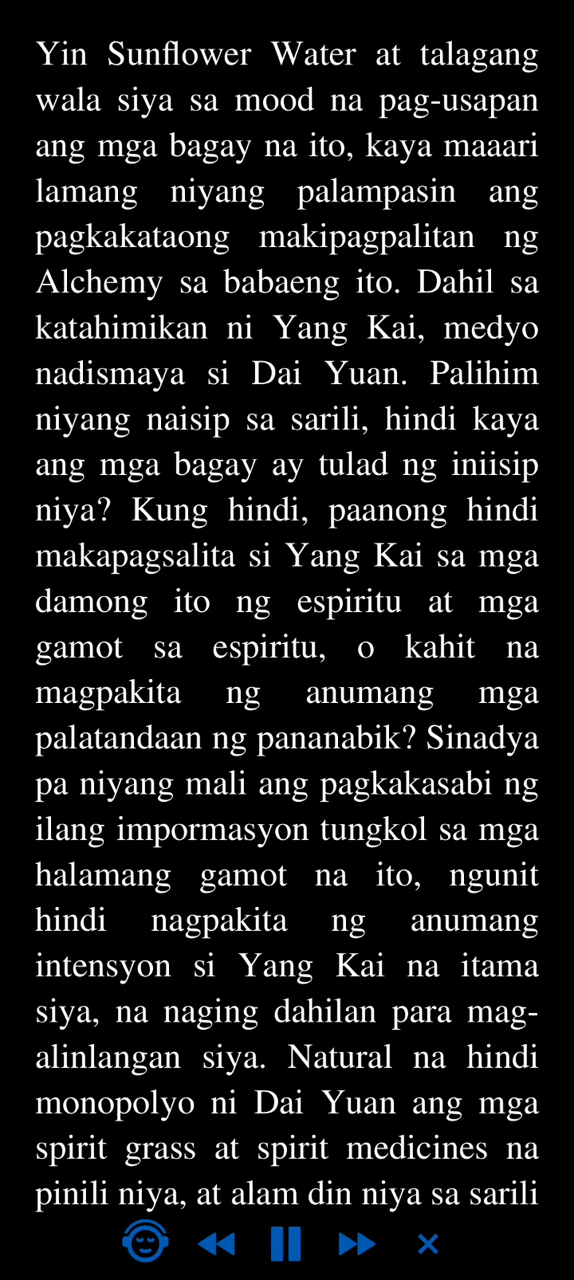 Yin Sunflower Water at talagang
wala siya sa mood na pag-usapan
ang mga bagay na ito, kaya maaari
lamang niyang palampasin ang
pagkakataong makipagpalitan ng
Alchemy sa babaeng ito. Dahil sa
katahimikan ni Yang Kai, medyo
nadismaya si Dai Yuan. Palihim
niyang naisip sa sarili, hindi kaya
ang mga bagay ay tulad ng iniisip
niya? Kung hindi, paanong hindi
makapagsalita si Yang Kai sa mga
damong ito ng espiritu at mga
gamot sa espiritu, o kahit na
magpakita ng anumang mga
palatandaan ng pananabik? Sinadya
pa niyang mali ang pagkakasabi ng
ilang impormasyon tungkol sa mga
halamang gamot na ito, ngunit
hindi nagpakita ng anumang
intensyon si Yang Kai na itama
siya, na naging dahilan para mag-
alinlangan siya. Natural na hindi
monopolyo ni Dai Yuan ang mga
spirit grass at spirit medicines na
pinili niya, at alam din niya sa sarili